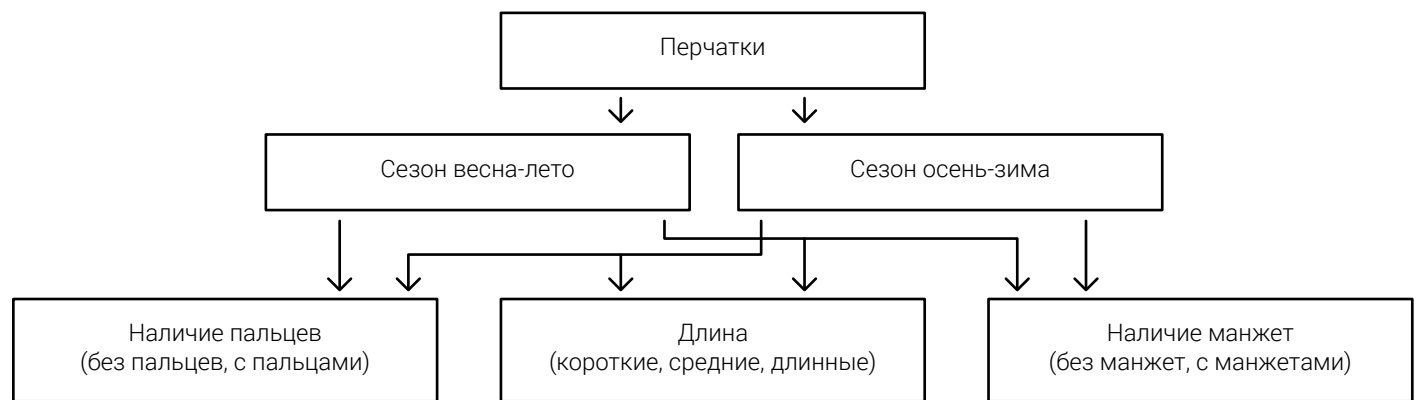 Перчатки
Сезон весна-лето
Сезон осень-зима
Наличие пальцев
(без пальцев, с пальцами)
Длина
(короткие, средние, длинные)
Наличие манжет
(без манжет, с манжетами)